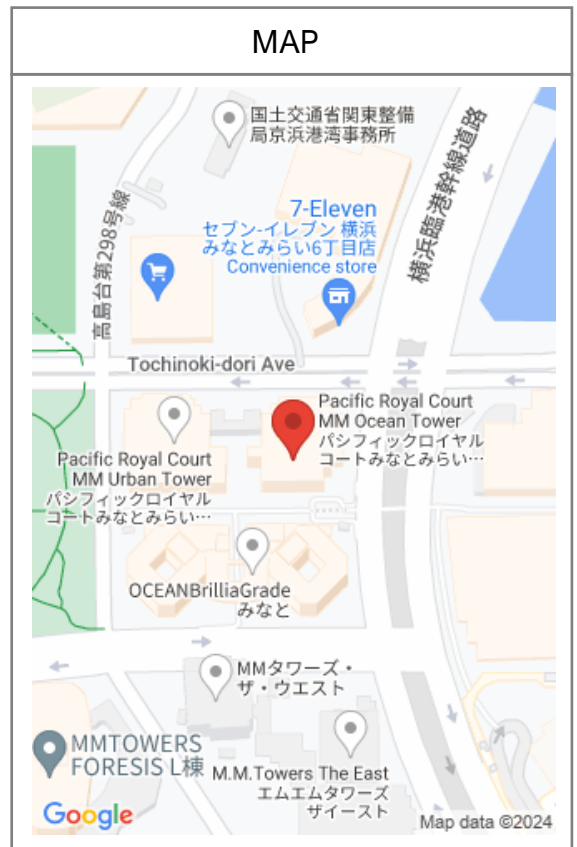 MAP
国土交通省関東整備
局京浜港湾事務所
横浜臨港幹線道路
高島台第298号線
7-Eleven
セブン-イレブン 横浜
みなとみらい6丁目店
Convenience store
Tochinoki-dori Ave
Pacific Royal Court
MM Ocean Tower
パシフィックロイヤル
コートみなとみらい…
Pacific Royal Court
MM Urban Tower
パシフィックロイヤル
コートみなとみらい…
OCEANBrilliaGrade
みなと
MMタワーズ・
ザ・ウエスト
MMTOWERS
FORESIS L棟
M.M.Towers The East
エムエムタワーズ
ザイースト
Google
Map data ©2024